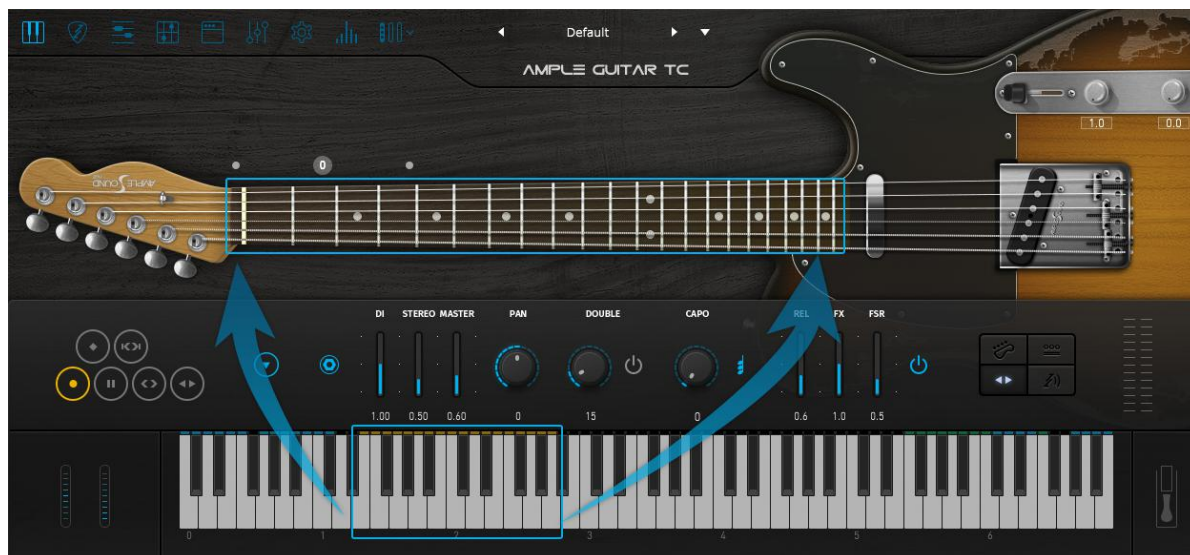 Default
AMPLE GUITAR TC
1.0 0.0
AMPLE SOUND
0
DI STEREO MASTER PAN DOUBLE CAPO REL FX FSR
1.00 0.50 0.60 0 15 0 0.6 1.0 0.5
0 1 2 3 4 5 6